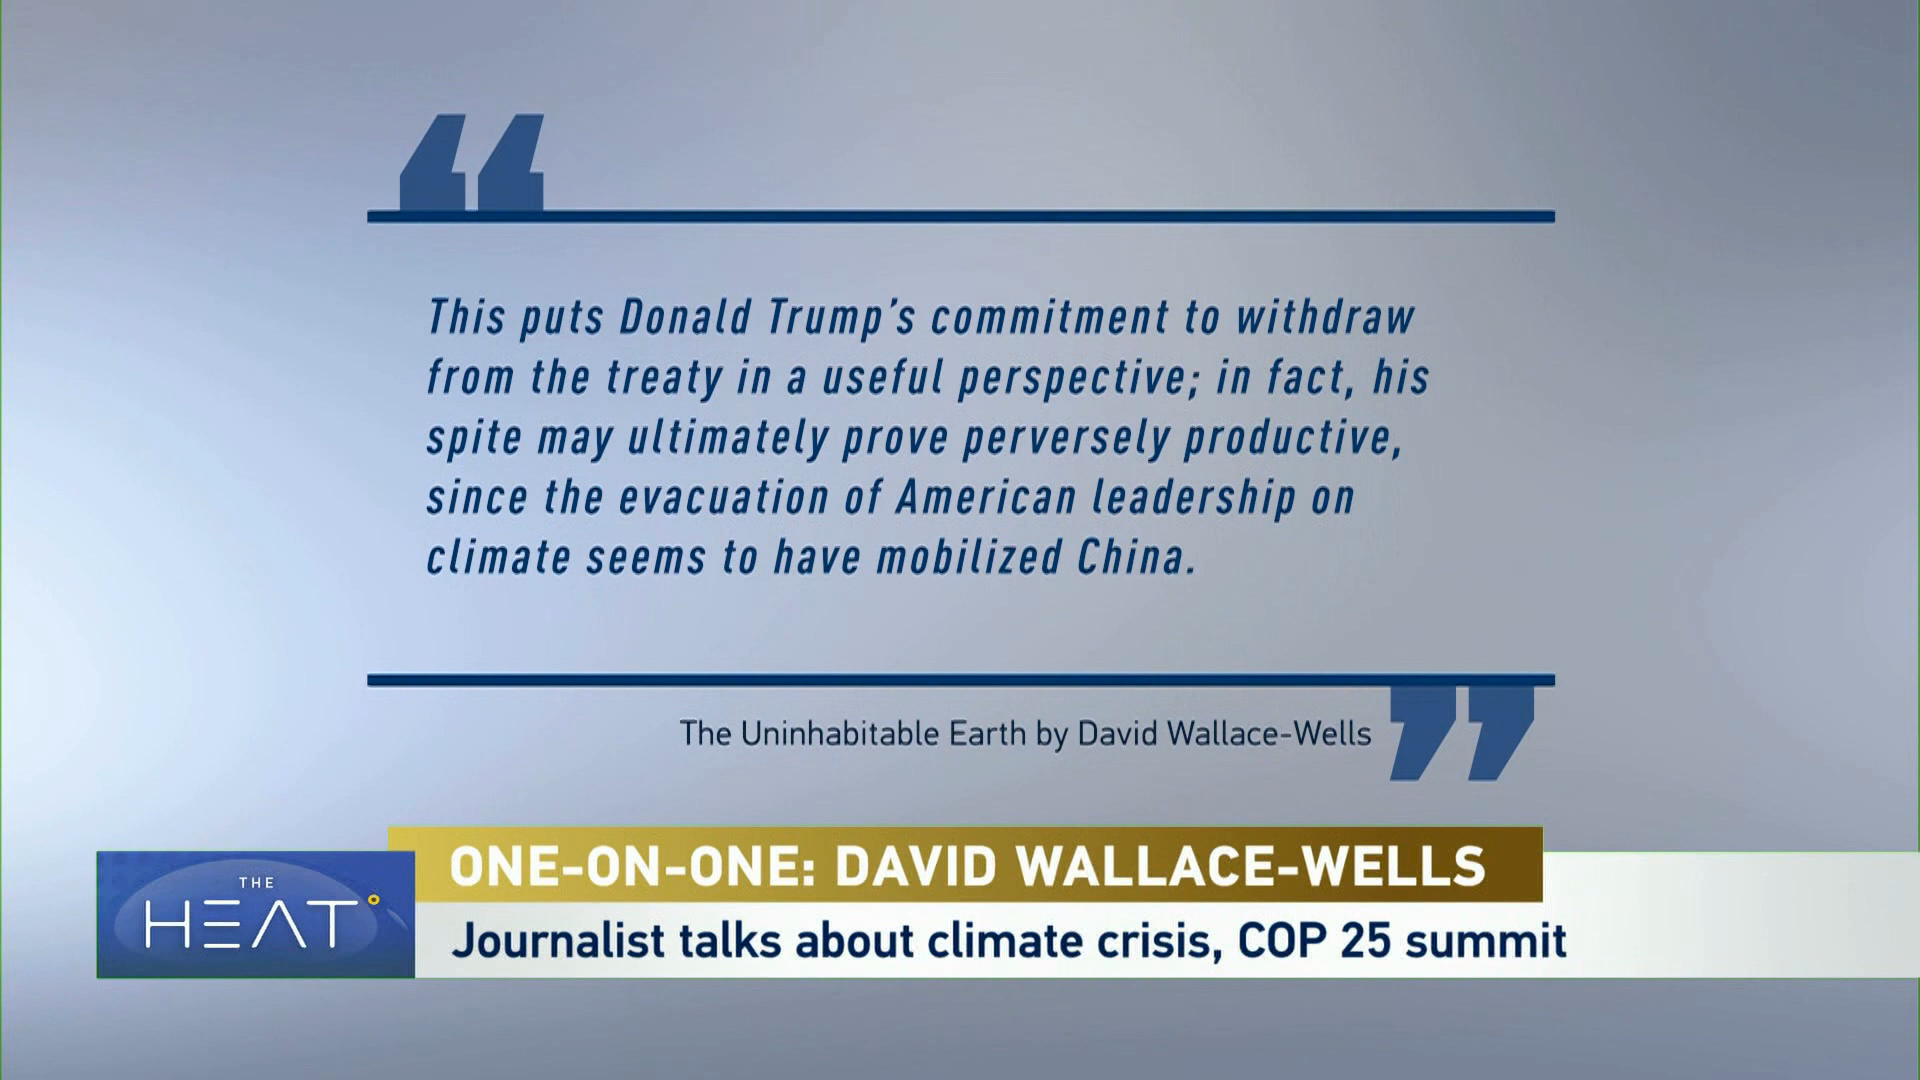 This puts Donald Trump's commitment to withdraw
from the treaty in a useful perspective; in fact, his
spite may ultimately prove perversely productive,
since the evacuation of American leadership on
climate seems to have mobilized China.
The Uninhabitable Earth by David Wallace-Wells
THE
HEAT°
ONE-ON-ONE: DAVID WALLACE-WELLS
Journalist talks about climate crisis, COP 25 summit